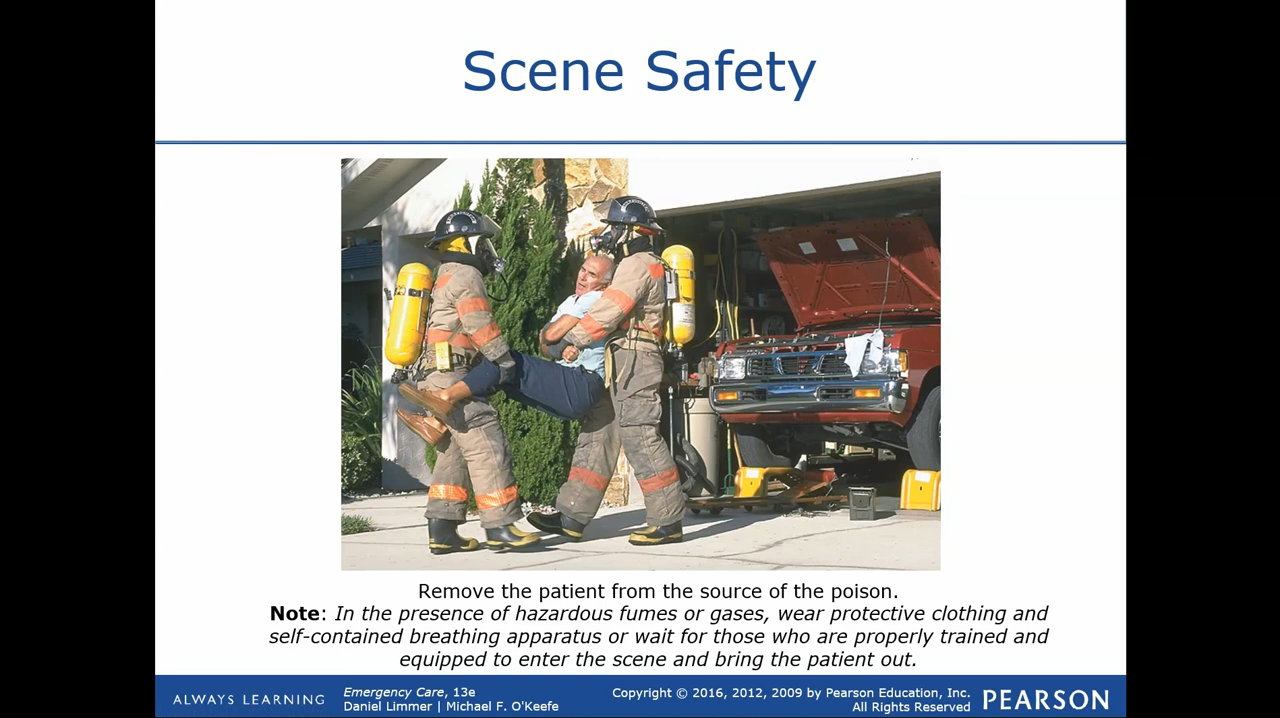 Scene Safety
Remove the patient from the source of the poison.
Note: In the presence of hazardous fumes or gases, wear protective clothing and
self-contained breathing apparatus or wait for those who are properly trained and
equipped to enter the scene and bring the patient out.
ALWAYS LEARNING
Emergency Care, 13e
Daniel Limmer | Michael F. O'Keefe
Copyright © 2016, 2012, 2009 by Pearson Education, Inc.
All Rights Reserved
PEARSON